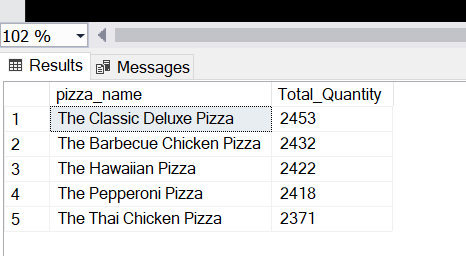 102 %
Results Messages
pizza_name Total_Quantity
1 The Classic Deluxe Pizza 2453
2 The Barbecue Chicken Pizza 2432
3 The Hawaiian Pizza 2422
4 The Pepperoni Pizza 2418
5 The Thai Chicken Pizza 2371